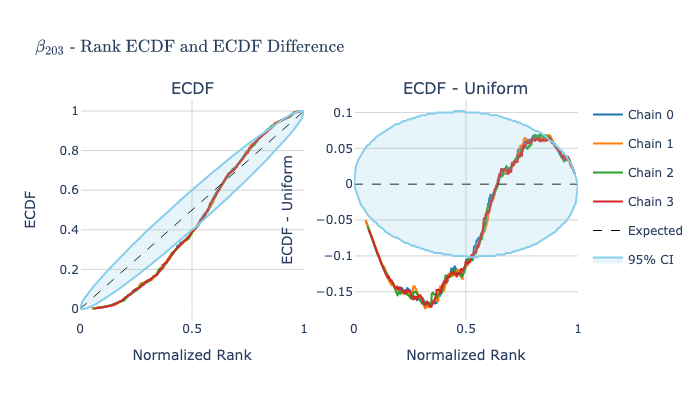 β₂₀₃ - Rank ECDF and ECDF Difference
ECDF
ECDF - Uniform
1
0.8
0.6
0.4
0.2
0
0
0.5
1
ECDF
Normalized Rank
0.1
0.05
0
−0.05
−0.1
−0.15
0
0.5
1
ECDF - Uniform
Normalized Rank
Chain 0
Chain 1
Chain 2
Chain 3
Expected
95% CI